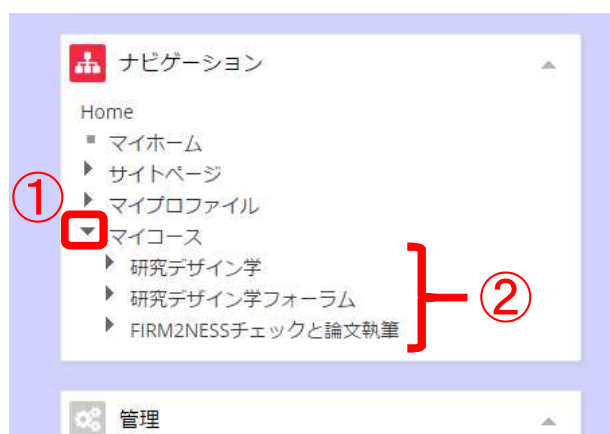 ナビゲーション
Home
マイホーム
サイトページ
① マイプロファイル
マイコース
研究デザイン学
研究デザイン学フォーラム ②
FIRM2NESSチェックと論文執筆
管理